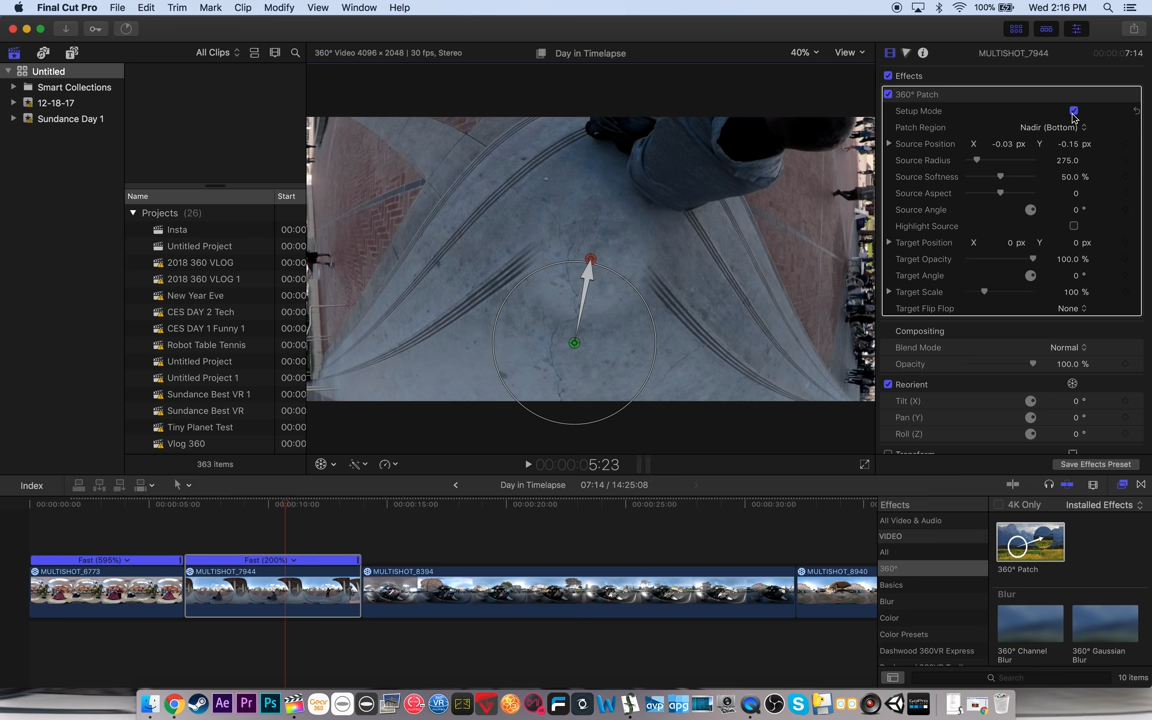 Final Cut Pro File Edit Trim Mark Clip Modify View Window Help 100% Wed 2:16 PM
All Clips 360° Video 4096 × 2048 | 30 fps, Stereo Day in Timelapse 40% View MULTISHOT_7944 7:14
Untitled
Smart Collections
12-18-17
Sundance Day 1
Name Start
Projects (26)
Insta 00:00
Untitled Project 00:00
2018 360 VLOG 00:00
2018 360 VLOG 1 00:00
New Year Eve 00:00
CES DAY 2 Tech 00:00
CES DAY 1 Funny 1 00:00
Robot Table Tennis 00:00
Untitled Project 00:00
Untitled Project 1 00:00
Sundance Best VR 1 00:00
Sundance Best VR 00:00
Tiny Planet Test 00:00
Vlog 360 00:00
363 items
Effects
360° Patch
Setup Mode
Patch Region Nadir (Bottom)
Source Position X -0.03 px Y -0.15 px
Source Radius 275.0
Source Softness 50.0 %
Source Aspect 0
Source Angle 0 °
Highlight Source
Target Position X 0 px Y 0 px
Target Opacity 100.0 %
Target Angle 0 °
Target Scale 100 %
Target Flip Flop None
Compositing
Blend Mode Normal
Opacity 100.0 %
Reorient
Tilt (X) 0 °
Pan (Y) 0 °
Roll (Z) 0 °
00:00:00:05:23
Save Effects Preset
Index Day in Timelapse 07:14 / 14:25:08
00:00:00:00 00:00:05:00 00:00:10:00 00:00:15:00 00:00:20:00 00:00:25:00 00:00:30:00
Fast (595%) Fast (200%)
MULTISHOT_6773 MULTISHOT_7944 MULTISHOT_8394 MULTISHOT_8940
Effects 4K Only Installed Effects
All Video & Audio
VIDEO
All
360°
Basics
Blur
Color
Color Presets
Dashwood 360VR Express
360° Patch
Blur
360° Channel Blur
360° Gaussian Blur
Search 10 items
Ae Pr Ps